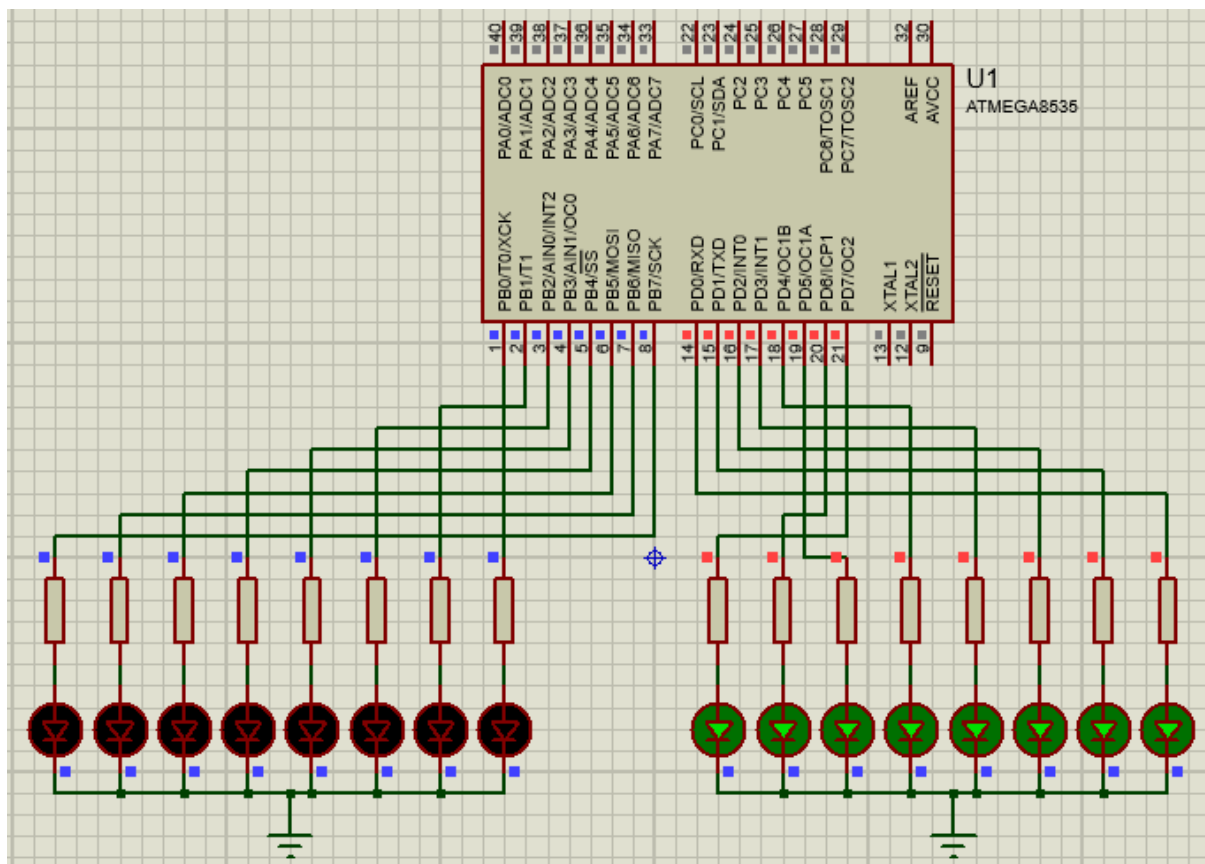 40
39
38
37
36
35
34
33
22
23
24
25
26
27
28
29
32
30
PA0/ADC0
PA1/ADC1
PA2/ADC2
PA3/ADC3
PA4/ADC4
PA5/ADC5
PA6/ADC6
PA7/ADC7
PC0/SCL
PC1/SDA
PC2
PC3
PC4
PC5
PC6/TOSC1
PC7/TOSC2
AREF
AVCC
U1
ATMEGA8535
PB0/T0/XCK
PB1/T1
PB2/AIN0/INT2
PB3/AIN1/OC0
PB4/SS
PB5/MOSI
PB6/MISO
PB7/SCK
PD0/RXD
PD1/TXD
PD2/INT0
PD3/INT1
PD4/OC1B
PD5/OC1A
PD6/ICP1
PD7/OC2
XTAL1
XTAL2
RESET
1
2
3
4
5
6
7
8
14
15
16
17
18
19
20
21
13
12
9